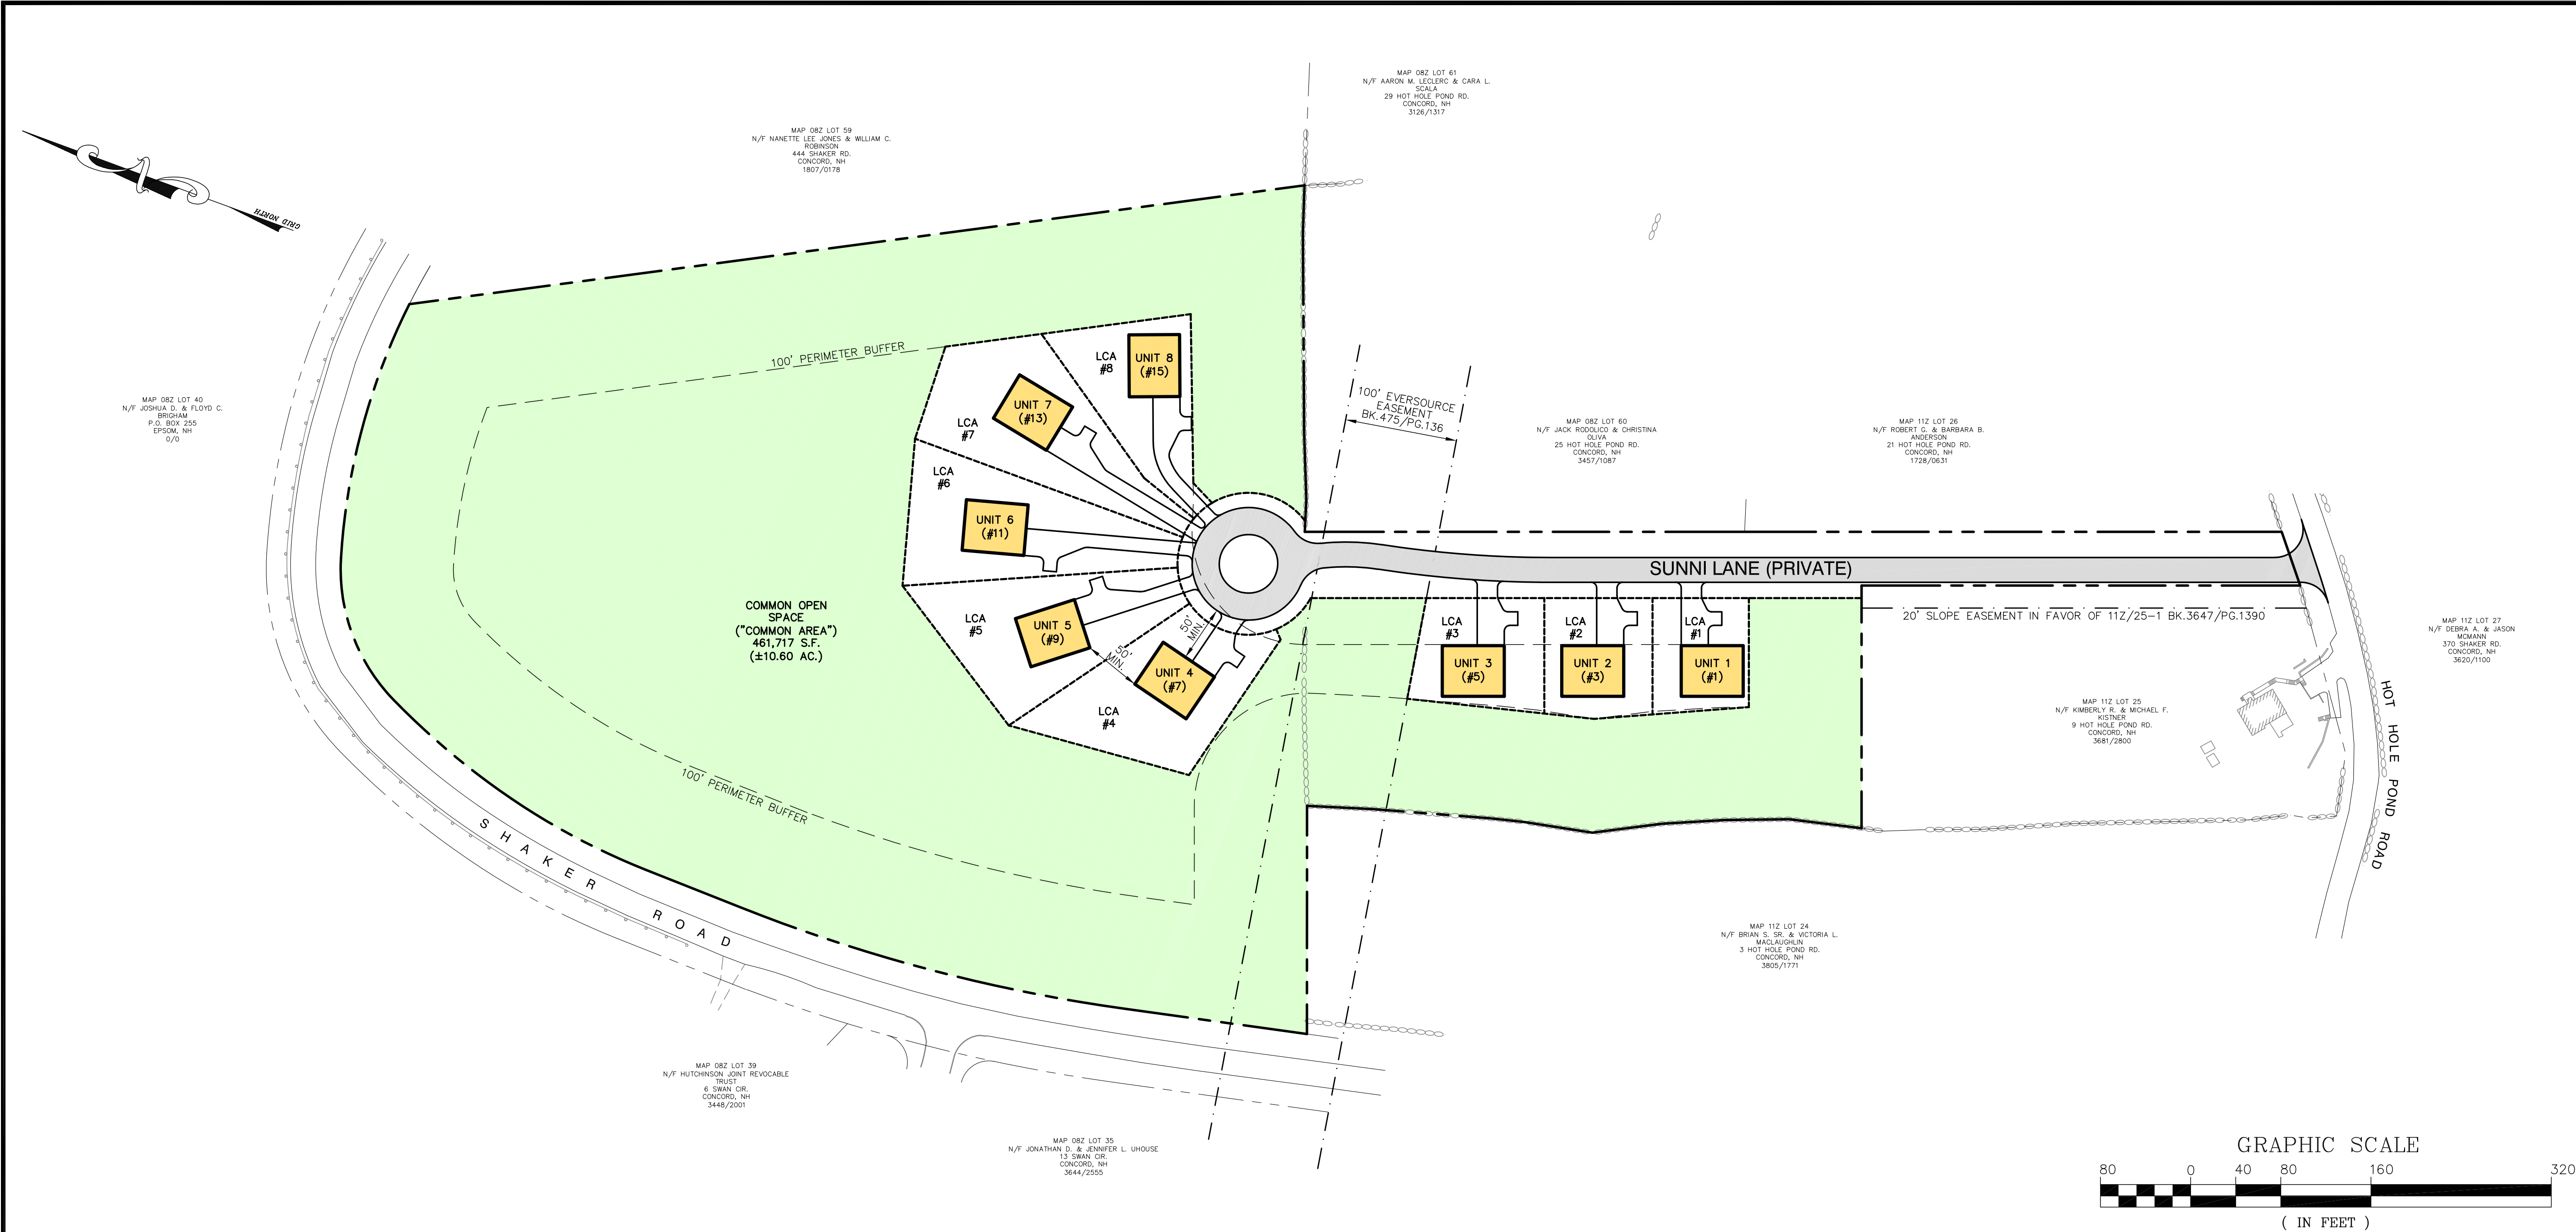 MAP 08Z LOT 61
N/F AARON M. LECLERC & CARA L.
SCALA
29 HOT HOLE POND RD.
CONCORD, NH
3126/1317
MAP 08Z LOT 59
N/F NANETTE LEE JONES & WILLIAM C.
ROBINSON
444 SHAKER RD.
CONCORD, NH
1807/0178
GRID NORTH
MAP 08Z LOT 40
N/F JOSHUA D. & FLOYD C.
BRIGHAM
P.O. BOX 255
EPSOM, NH
0/0
100' PERIMETER BUFFER
LCA
#8
UNIT 8
(#15)
UNIT 7
(#13)
LCA
#7
LCA
#6
UNIT 6
(#11)
LCA
#5
UNIT 5
(#9)
50'
MIN.
50'
MIN.
UNIT 4
(#7)
LCA
#4
COMMON OPEN
SPACE
("COMMON AREA")
461,717 S.F.
(±10.60 AC.)
100' PERIMETER BUFFER
100' EVERSOURCE
EASEMENT
BK.475/PG.136
MAP 08Z LOT 60
N/F JACK RODOLICO & CHRISTINA
OLIVA
25 HOT HOLE POND RD.
CONCORD, NH
3457/1087
MAP 11Z LOT 26
N/F ROBERT G. & BARBARA B.
ANDERSON
21 HOT HOLE POND RD.
CONCORD, NH
1728/0631
SUNNI LANE (PRIVATE)
20' SLOPE EASEMENT IN FAVOR OF 11Z/25-1 BK.3647/PG.1390
LCA
#3
LCA
#2
LCA
#1
UNIT 3
(#5)
UNIT 2
(#3)
UNIT 1
(#1)
MAP 11Z LOT 27
N/F DEBRA A. & JASON
MCMANN
370 SHAKER RD.
CONCORD, NH
3620/1100
MAP 11Z LOT 25
N/F KIMBERLY R. & MICHAEL F.
KISTNER
9 HOT HOLE POND RD.
CONCORD, NH
3681/2800
HOT HOLE POND ROAD
SHAKER ROAD
MAP 11Z LOT 24
N/F BRIAN S. SR. & VICTORIA L.
MACLAUGHLIN
3 HOT HOLE POND RD.
CONCORD, NH
3805/1771
MAP 08Z LOT 39
N/F HUTCHINSON JOINT REVOCABLE
TRUST
6 SWAN CIR.
CONCORD, NH
3448/2001
MAP 08Z LOT 35
N/F JONATHAN D. & JENNIFER L. UHOUSE
13 SWAN CIR.
CONCORD, NH
3644/2555
GRAPHIC SCALE
80 0 40 80 160 320
( IN FEET )